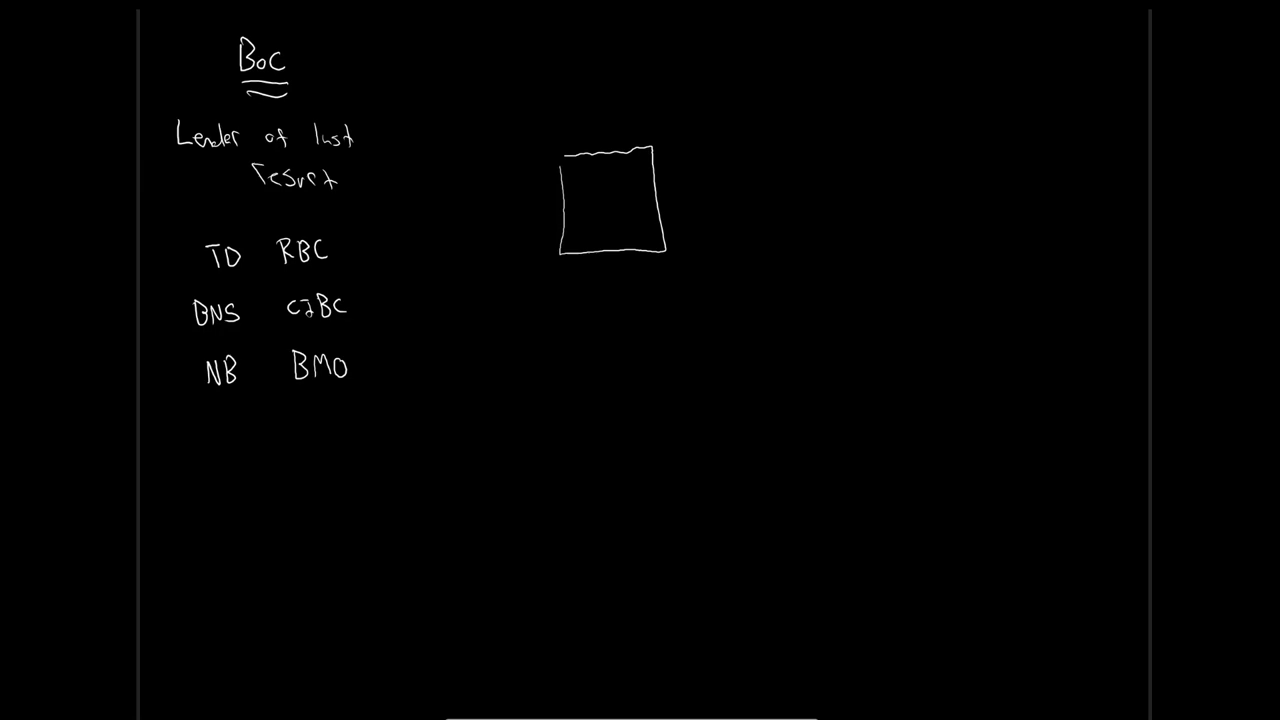 BoC
Lender of last
resort
TD RBC
BNS CIBC
NB BMO